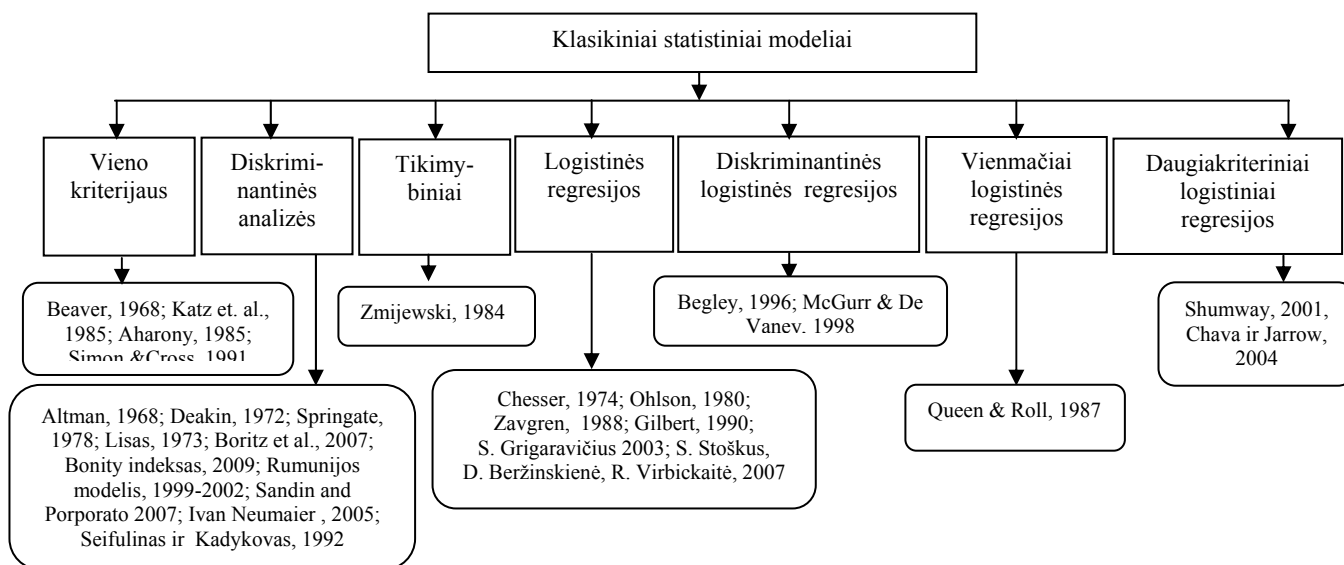 Klasikiniai statistiniai modeliai
Vieno
kriterijaus
Diskrimi-
nantinės
analizės
Tikimy-
biniai
Logistinės
regresijos
Diskriminantinės
logistinės regresijos
Vienmačiai
logistinės
regresijos
Daugiakriteriniai
logistiniai
regresijos
Beaver, 1968; Katz et. al.,
1985; Aharony, 1985;
Simon &Cross, 1991
Zmijewski, 1984
Begley, 1996; McGurr & De
Vaney, 1998
Shumway, 2001,
Chava ir Jarrow,
2004
Altman, 1968; Deakin, 1972; Springate,
1978; Lisas, 1973; Boritz et al., 2007;
Bonity indeksas, 2009; Rumunijos
modelis, 1999-2002; Sandin and
Porporato 2007; Ivan Neumaier , 2005;
Seifulinas ir Kadykovas, 1992
Chesser, 1974; Ohlson, 1980;
Zavgren, 1988; Gilbert, 1990;
S. Grigaravičius 2003; S. Stoškus,
D. Beržinskienė, R. Virbickaitė, 2007
Queen & Roll, 1987